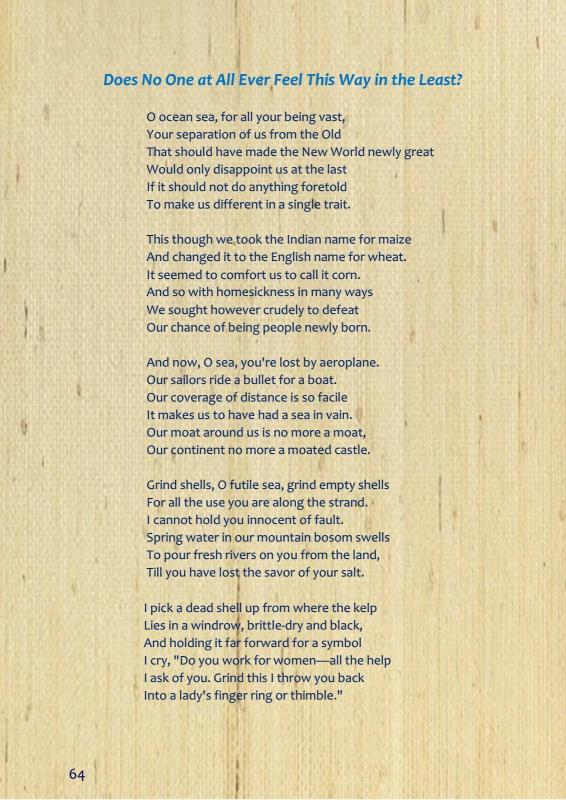 Does No One at All Ever Feel This Way in the Least?
O ocean sea, for all your being vast,
Your separation of us from the Old
That should have made the New World newly great
Would only disappoint us at the last
If it should not do anything foretold
To make us different in a single trait.
This though we took the Indian name for maize
And changed it to the English name for wheat.
It seemed to comfort us to call it corn.
And so with homesickness in many ways
We sought however crudely to defeat
Our chance of being people newly born.
And now, O sea, you're lost by aeroplane.
Our sailors ride a bullet for a boat.
Our coverage of distance is so facile
It makes us to have had a sea in vain.
Our moat around us is no more a moat,
Our continent no more a moated castle.
Grind shells, O futile sea, grind empty shells
For all the use you are along the strand.
I cannot hold you innocent of fault.
Spring water in our mountain bosom swells
To pour fresh rivers on you from the land,
Till you have lost the savor of your salt.
I pick a dead shell up from where the kelp
Lies in a windrow, brittle-dry and black,
And holding it far forward for a symbol
I cry, "Do you work for women—all the help
I ask of you. Grind this I throw you back
Into a lady's finger ring or thimble."
64